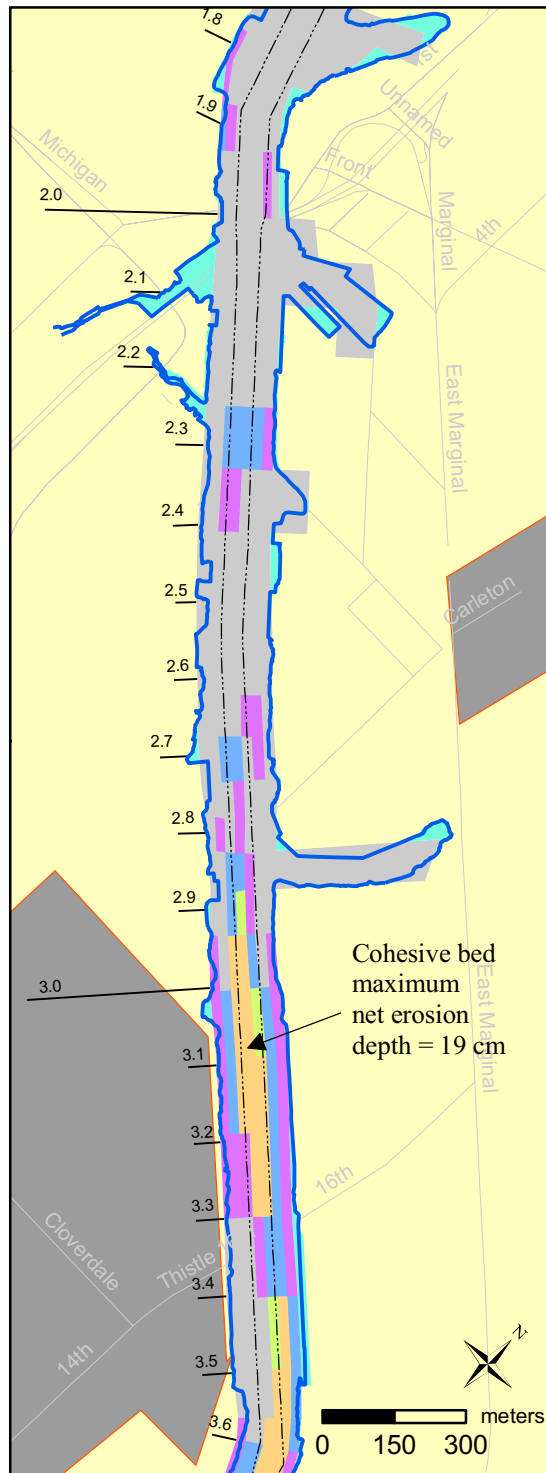 1.8
1st
1.9
Unnamed
Michigan
Front
2.0
Marginal
4th
2.1
2.2
East Marginal
2.3
2.4
2.5
Carleton
2.6
2.7
2.8
2.9
Cohesive bed
maximum
net erosion
depth = 19 cm
3.0
East Marginal
3.1
3.2
16th
3.3
Cloverdale
Thistle
3.4
14th
3.5
N
3.6
meters
0 150 300